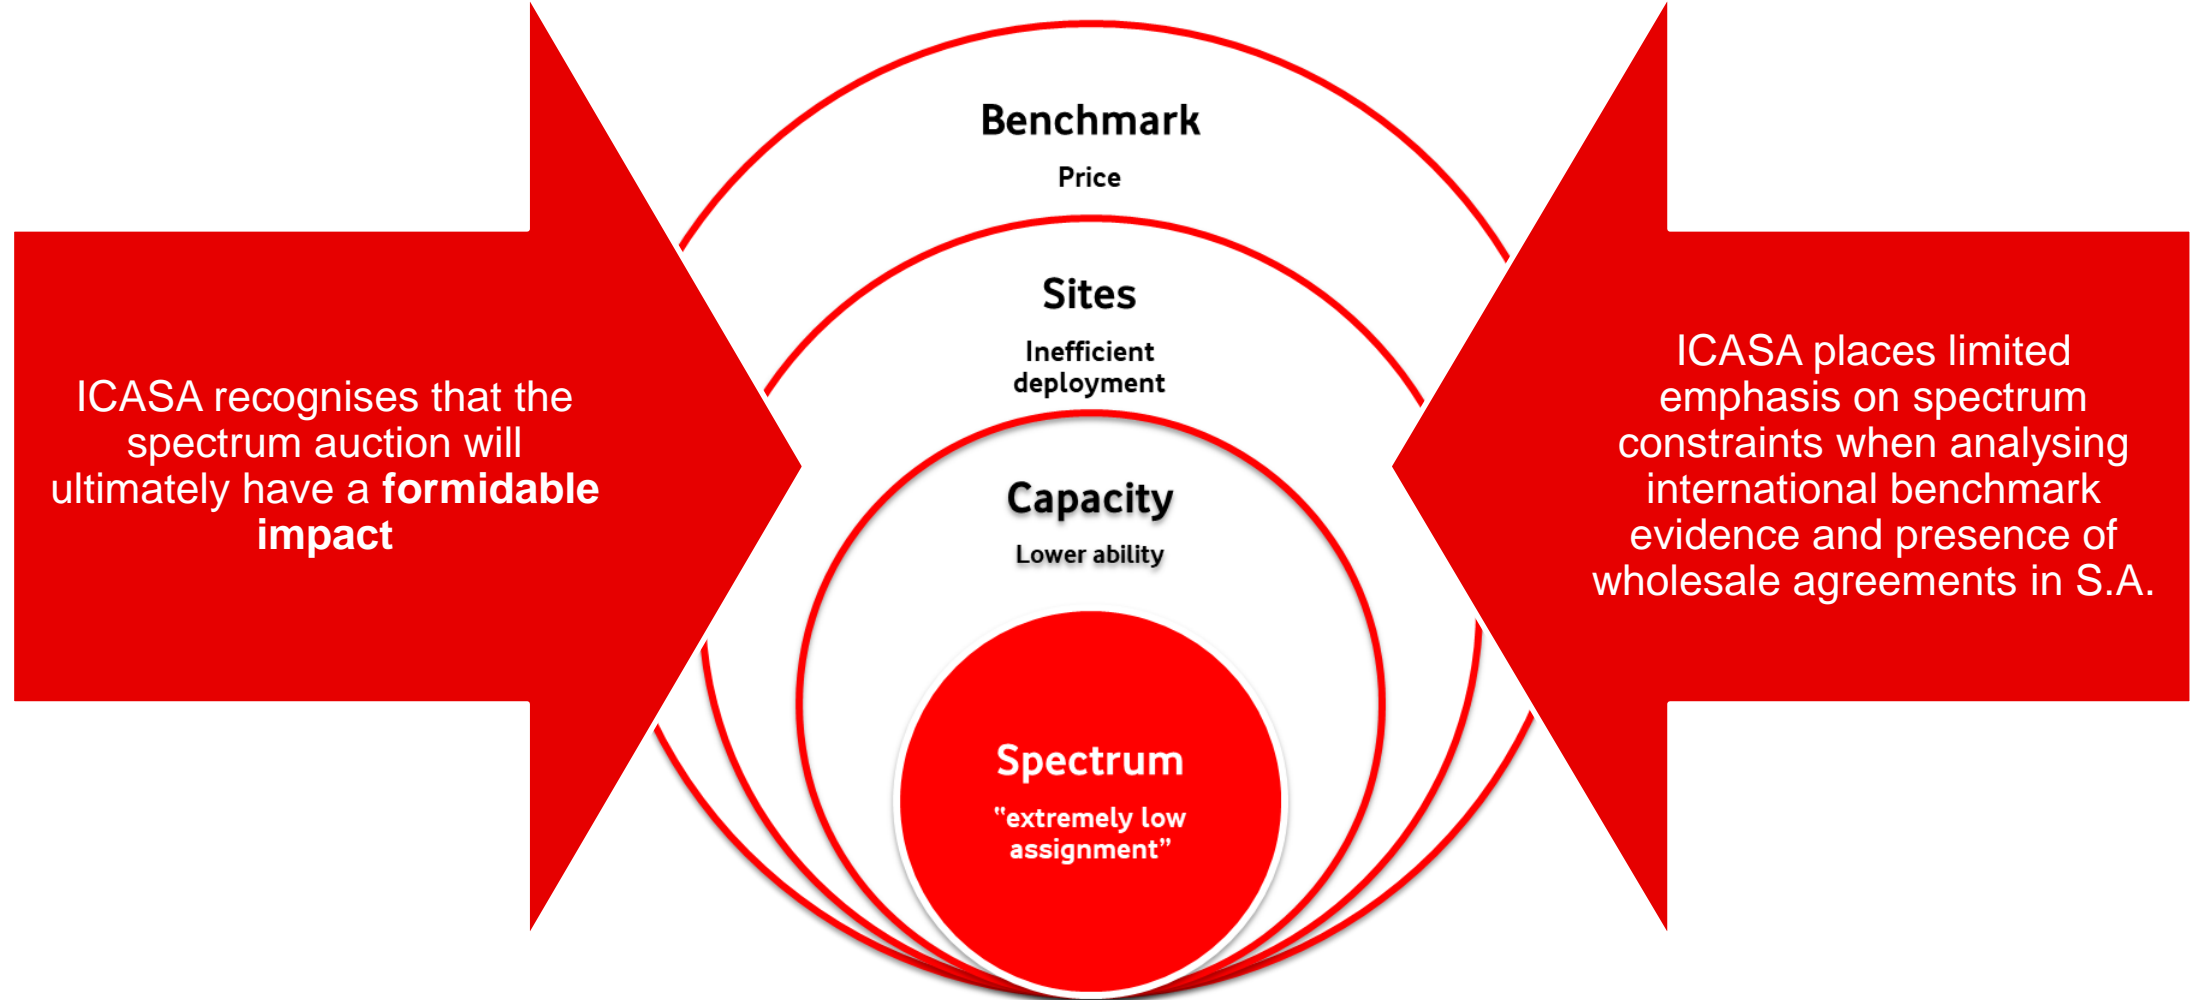 ICASA recognises that the
spectrum auction will
ultimately have a formidable
impact
Benchmark
Price
Sites
Inefficient
deployment
Capacity
Lower ability
Spectrum
“extremely low
assignment”
ICASA places limited
emphasis on spectrum
constraints when analysing
international benchmark
evidence and presence of
wholesale agreements in S.A.